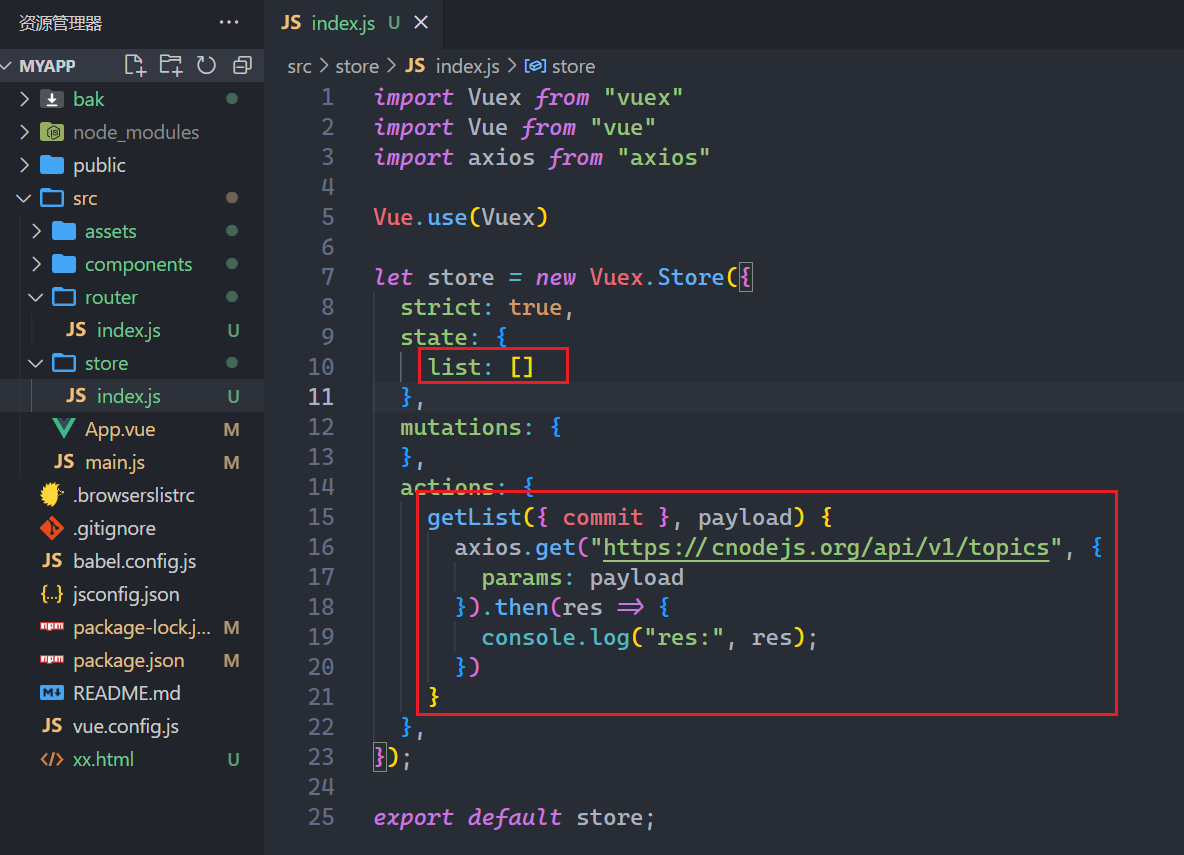 资源管理器 ···
MYAPP
bak
node_modules
public
src
assets
components
router
JS index.js U
store
JS index.js U
App.vue M
JS main.js M
.browserslistrc
.gitignore
JS babel.config.js
{..} jsconfig.json
npm package-lock.j... M
npm package.json M
M↓ README.md
JS vue.config.js
</> xx.html U
JS index.js U ×
src > store > JS index.js > store
1 import Vuex from "vuex"
2 import Vue from "vue"
3 import axios from "axios"
4
5 Vue.use(Vuex)
6
7 let store = new Vuex.Store({
8 strict: true,
9 state: {
10 list: []
11 },
12 mutations: {
13 },
14 actions: {
15 getList({ commit }, payload) {
16 axios.get("https://cnodejs.org/api/v1/topics", {
17 params: payload
18 }).then(res => {
19 console.log("res:", res);
20 })
21 }
22 },
23 });
24
25 export default store;